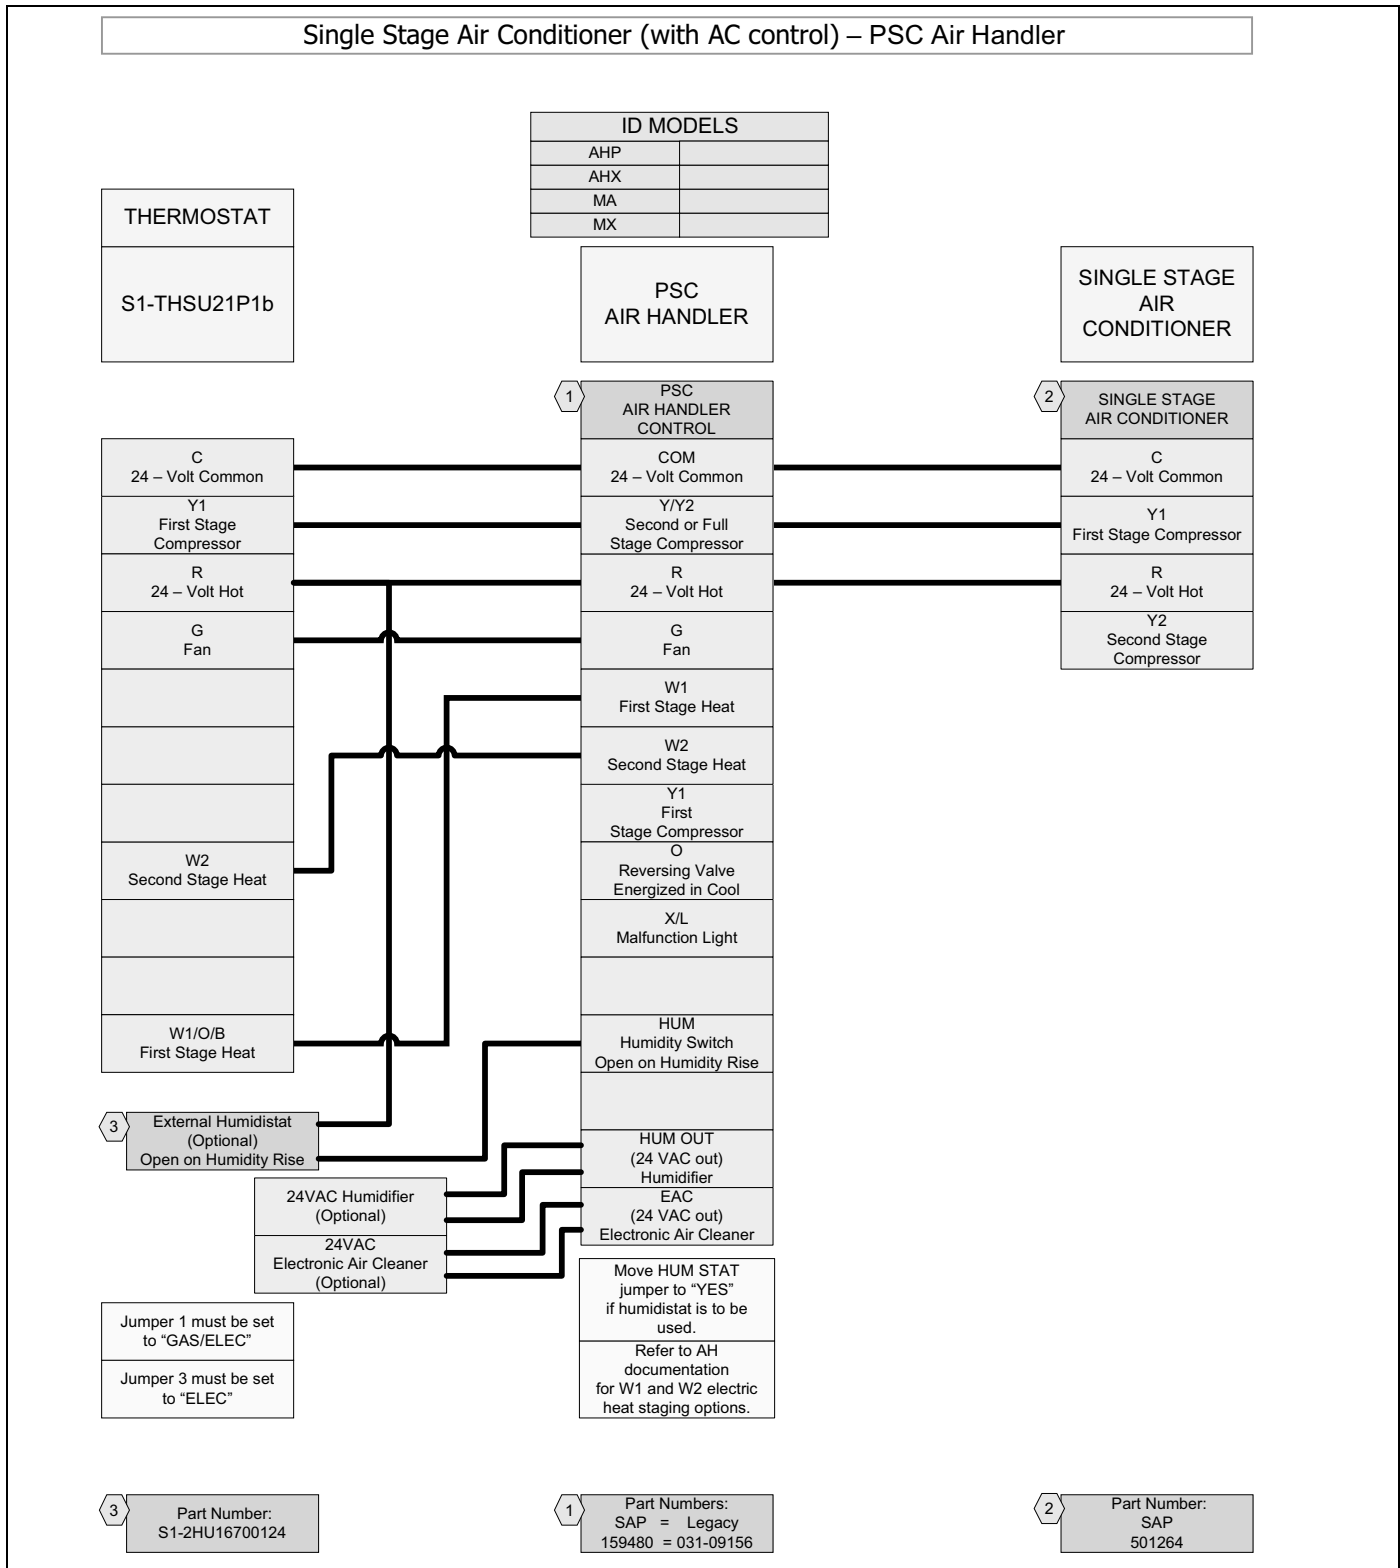 Single Stage Air Conditioner (with AC control) – PSC Air Handler
ID MODELS
AHP
AHX
MA
MX
THERMOSTAT
S1-THSU21P1b
PSC
AIR HANDLER
SINGLE STAGE
AIR
CONDITIONER
1
PSC
AIR HANDLER
CONTROL
2
SINGLE STAGE
AIR CONDITIONER
C
24 – Volt Common
COM
24 – Volt Common
C
24 – Volt Common
Y1
First Stage
Compressor
Y/Y2
Second or Full
Stage Compressor
Y1
First Stage Compressor
R
24 – Volt Hot
R
24 – Volt Hot
R
24 – Volt Hot
G
Fan
G
Fan
Y2
Second Stage
Compressor
W1
First Stage Heat
W2
Second Stage Heat
Y1
First
Stage Compressor
W2
Second Stage Heat
O
Reversing Valve
Energized in Cool
X/L
Malfunction Light
W1/O/B
First Stage Heat
HUM
Humidity Switch
Open on Humidity Rise
3
External Humidistat
(Optional)
Open on Humidity Rise
HUM OUT
(24 VAC out)
Humidifier
24VAC Humidifier
(Optional)
EAC
(24 VAC out)
Electronic Air Cleaner
24VAC
Electronic Air Cleaner
(Optional)
Move HUM STAT
jumper to “YES”
if humidistat is to be
used.
Refer to AH
documentation
for W1 and W2 electric
heat staging options.
Jumper 1 must be set
to “GAS/ELEC”
Jumper 3 must be set
to “ELEC”
3
Part Number:
S1-2HU16700124
1
Part Numbers:
SAP = Legacy
159480 = 031-09156
2
Part Number:
SAP
501264